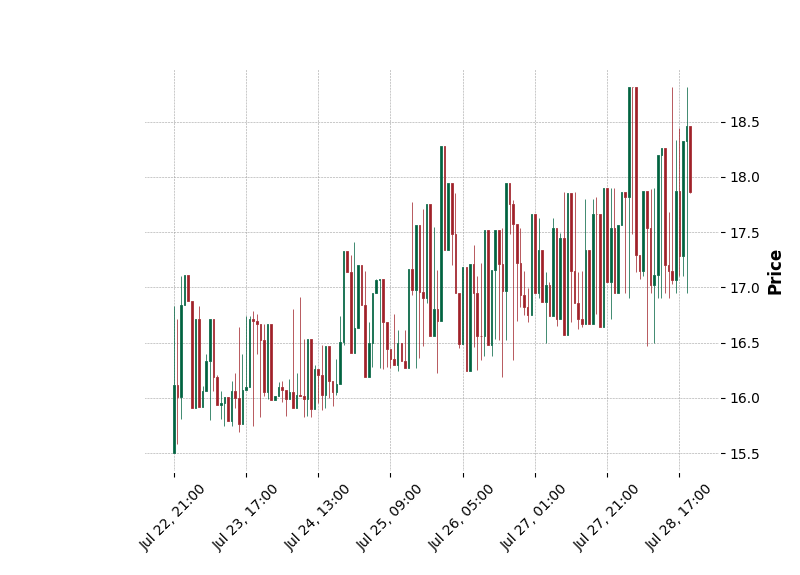 18.5
18.0
17.5
17.0
16.5
16.0
15.5
Price
Jul 22, 21:00
Jul 23, 17:00
Jul 24, 13:00
Jul 25, 09:00
Jul 26, 05:00
Jul 27, 01:00
Jul 27, 21:00
Jul 28, 17:00